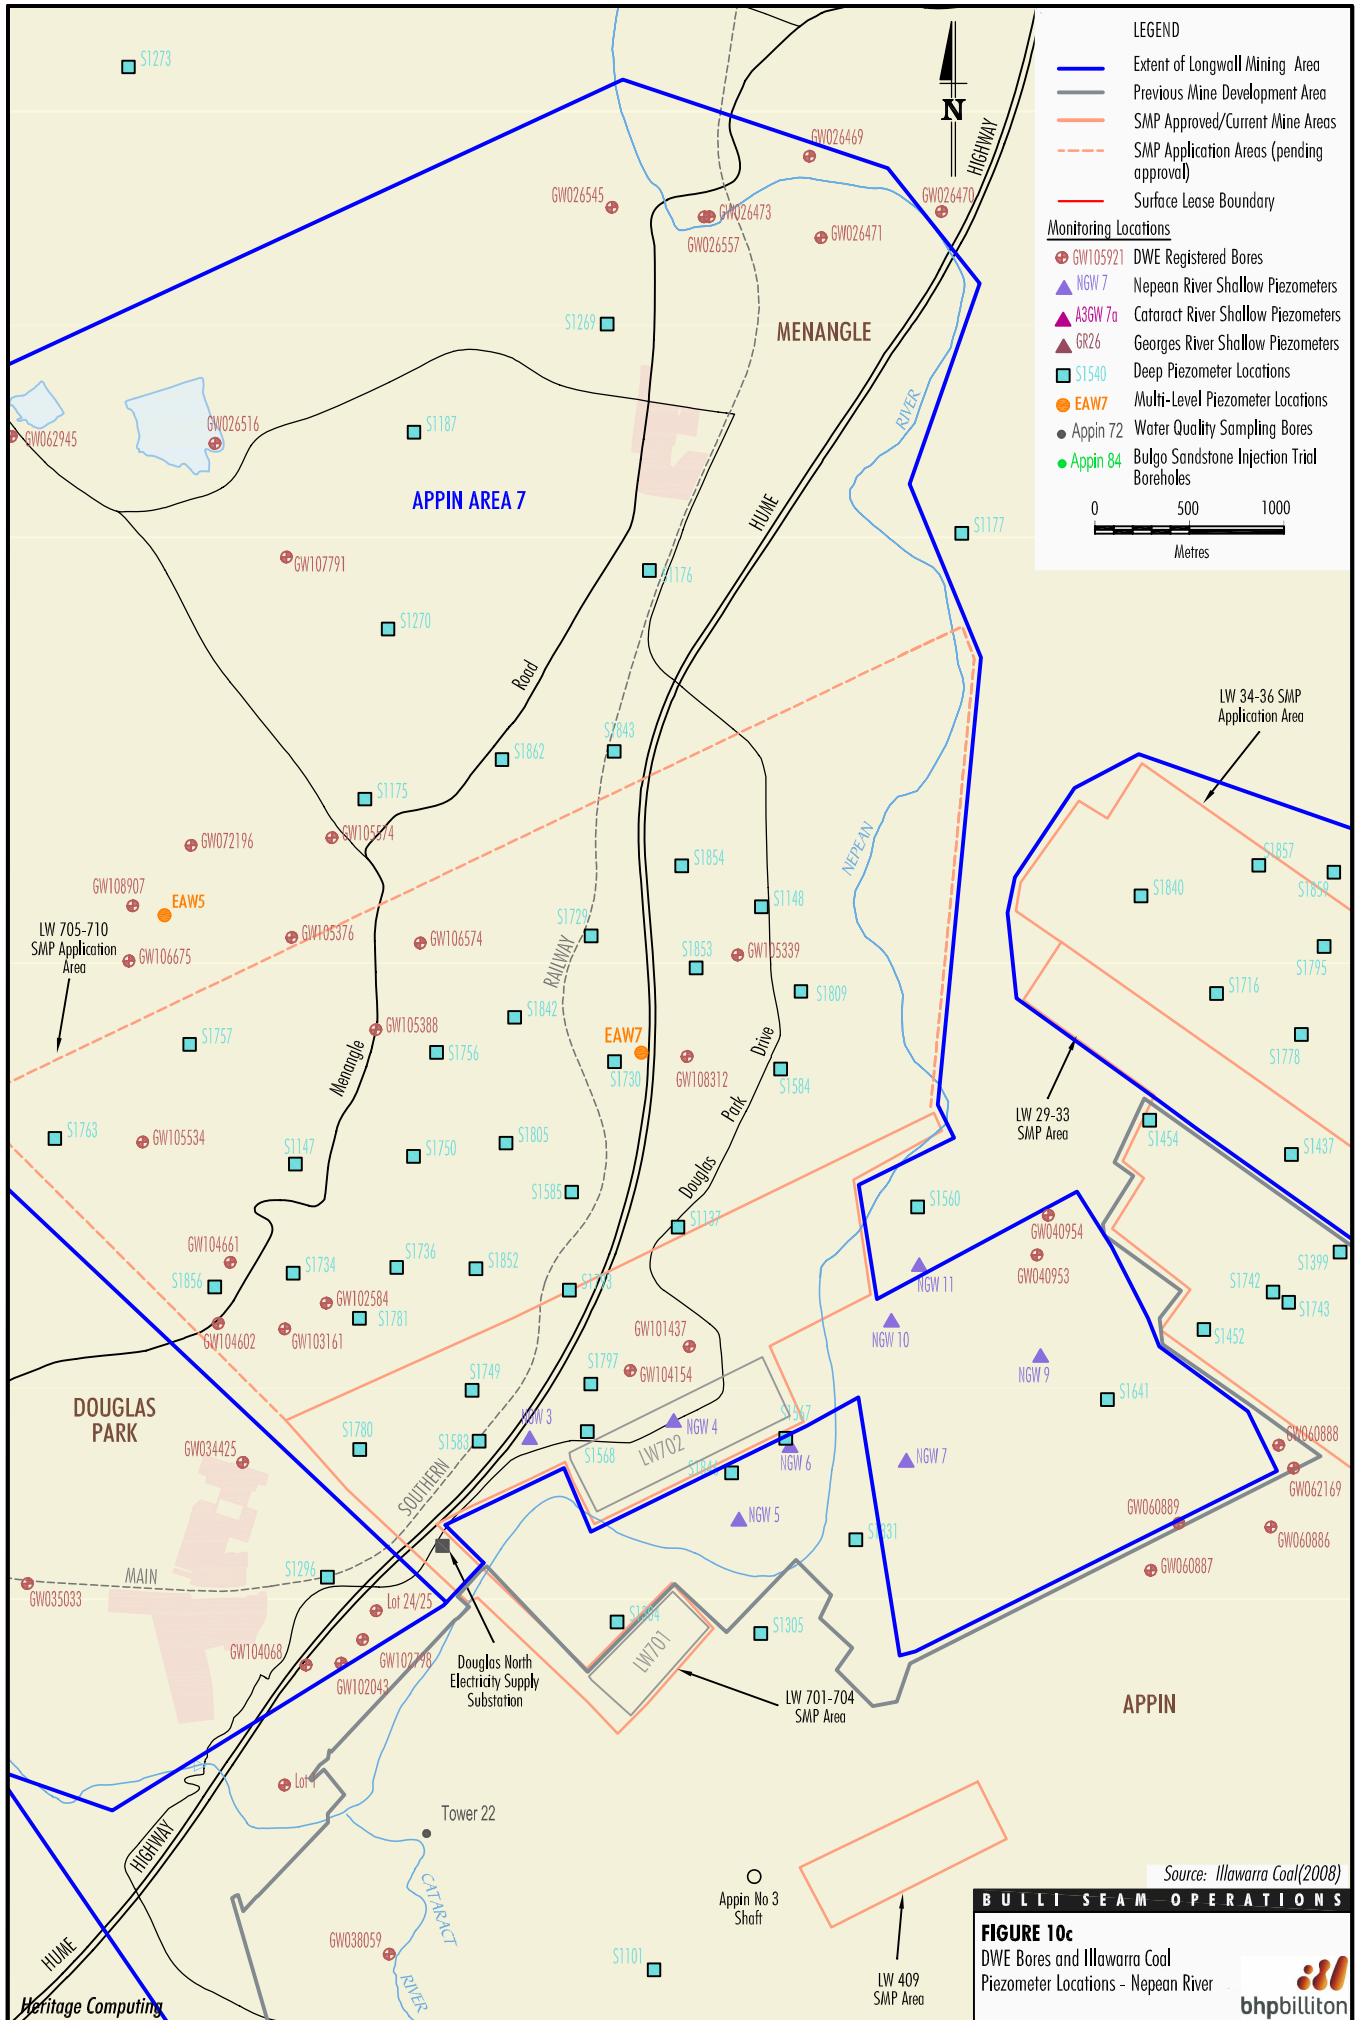 LEGEND
Extent of Longwall Mining Area
Previous Mine Development Area
SMP Approved/Current Mine Areas
SMP Application Areas (pending
approval)
Surface Lease Boundary
Monitoring Locations
GW105921 DWE Registered Bores
NGW 7 Nepean River Shallow Piezometers
A3GW 7a Cataract River Shallow Piezometers
GR26 Georges River Shallow Piezometers
S1540 Deep Piezometer Locations
EAW7 Multi-Level Piezometer Locations
Appin 72 Water Quality Sampling Bores
Appin 84 Bulgo Sandstone Injection Trial
Boreholes
0 500 1000
Metres
N
S1273
HIGHWAY
GW026469
GW026545
GW026473
GW026470
GW026557
GW026471
S1269
MENANGLE
RIVER
GW062945
GW026516
S1187
APPIN AREA 7
HUME
S1177
GW107791
S1176
S1270
Road
LW 34-36 SMP
Application Area
S1843
S1862
S1175
GW105574
GW072196
NEPEAN
S1854
S1857
S1859
S1840
GW108907
EAW5
S1148
LW 705-710
SMP Application
Area
GW105376
GW106574
S1729
RAILWAY
S1853
GW105339
GW106675
S1795
S1809
S1716
S1842
GW105388
S1757
S1756
EAW7
S1730
GW108312
Drive
S1778
Menangle
S1584
Park
LW 29-33
SMP Area
S1454
S1763
GW105534
S1147
S1750
S1805
S1437
S1585
Douglas
S1560
S1137
GW040954
GW040953
GW104661
S1856
S1734
S1736
S1852
NGW 11
S1399
S1742
S1743
GW102584
S1781
GW104602
GW103161
GW101437
NGW 10
S1452
GW104154
S1797
S1749
NGW 9
S1641
DOUGLAS
PARK
NGW 3
NGW 4
S1567
S1568
LW702
NGW 6
NGW 7
S1780
S1583
GW034425
GW060888
GW062169
SOUTHERN
NGW 5
GW060889
GW060886
S1296
MAIN
GW035033
GW060887
Lot 24/25
S1305
LW701
GW104068
GW102798
GW102043
Douglas North
Electricity Supply
Substation
LW 701-704
SMP Area
APPIN
Tower 22
HIGHWAY
CATARACT
RIVER
Appin No 3
Shaft
GW038059
S1101
HUME
LW 409
SMP Area
Heritage Computing
Source: Illawarra Coal(2008)
BULLI SEAM OPERATIONS
FIGURE 10c
DWE Bores and Illawarra Coal
Piezometer Locations - Nepean River
bhpbilliton